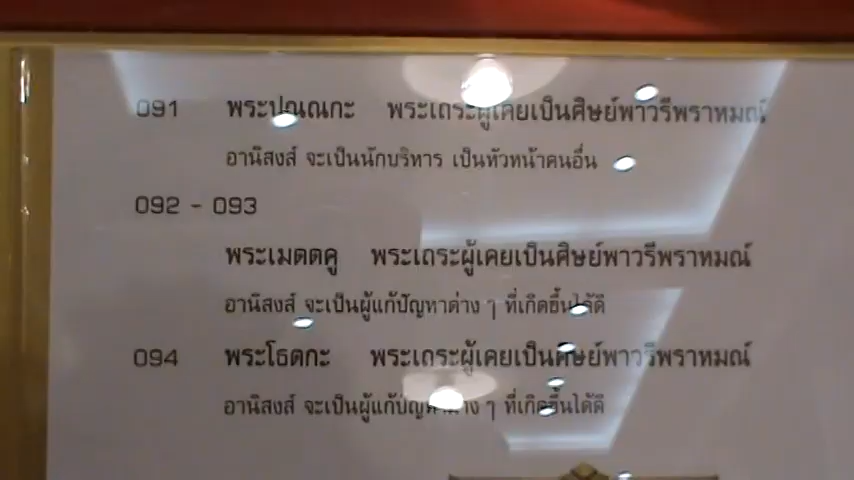 091 พระปุณณกะ พระเถระผู้เคยเป็นศิษย์พาวรีพราหมณ์
อานิสงส์ จะเป็นนักบริหาร เป็นหัวหน้าคนอื่น
092 - 093
พระเมตตคู พระเถระผู้เคยเป็นศิษย์พาวรีพราหมณ์
อานิสงส์ จะเป็นผู้แก้ปัญหาต่าง ๆ ที่เกิดขึ้นได้ดี
094 พระโธตกะ พระเถระผู้เคยเป็นศิษย์พาวรีพราหมณ์
อานิสงส์ จะเป็นผู้แก้ปัญหาต่าง ๆ ที่เกิดขึ้นได้ดี